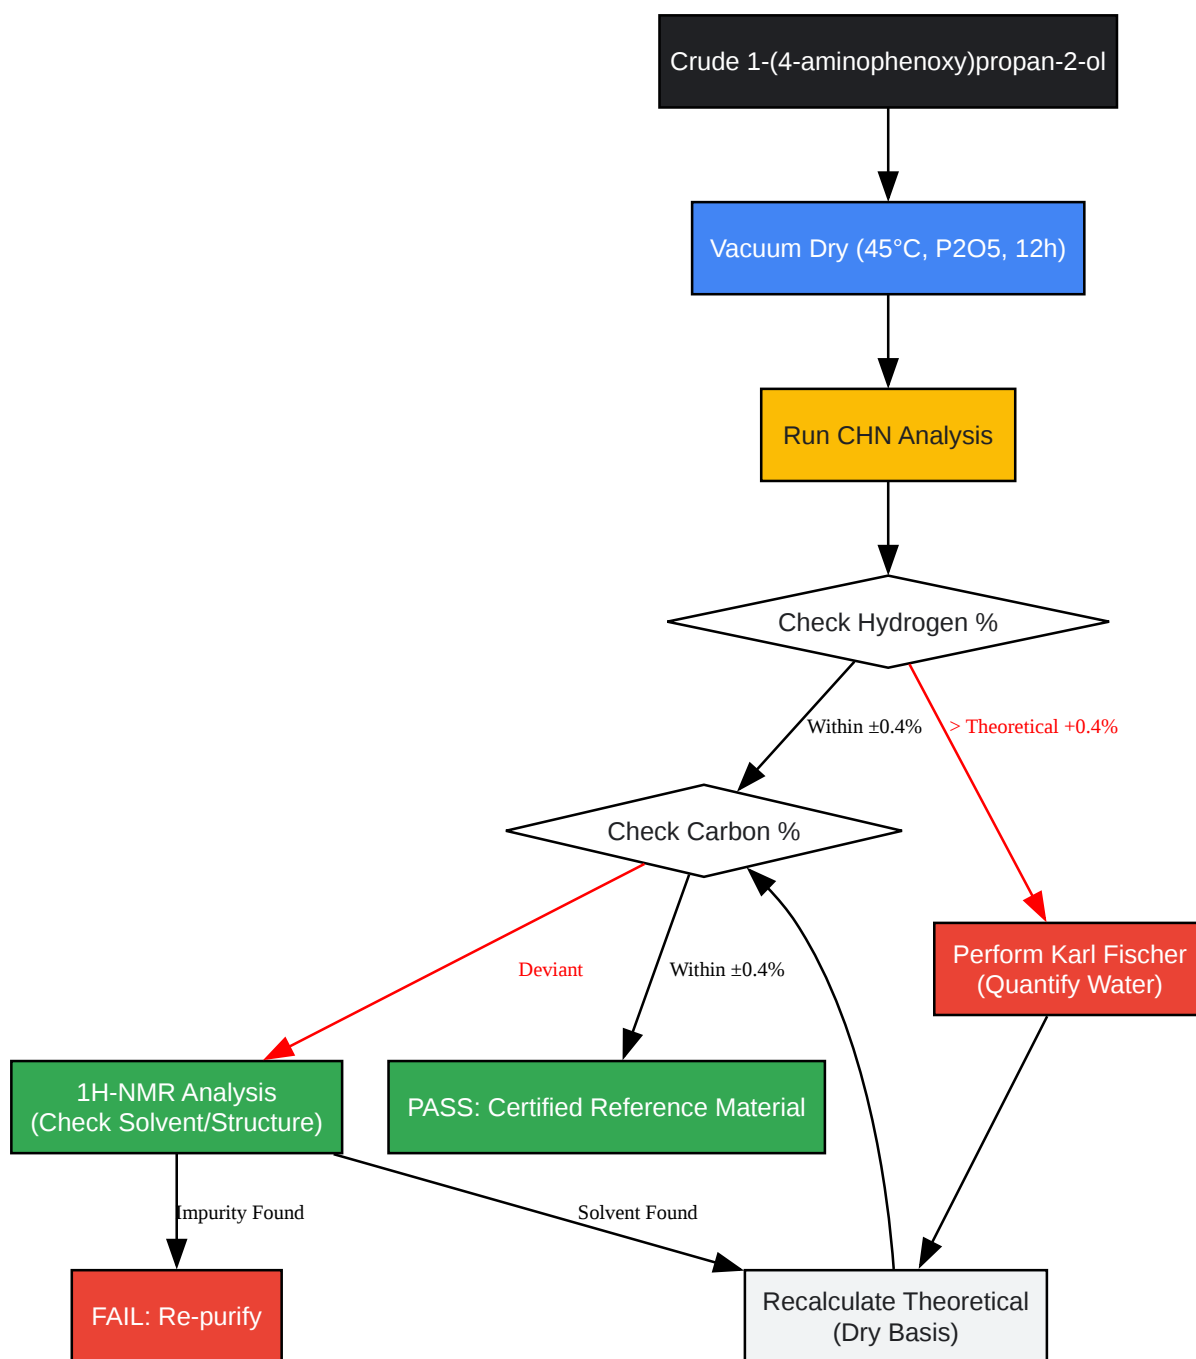 Crude 1-(4-aminophenoxy)propan-2-ol
Vacuum Dry (45°C, P2O5, 12h)
Run CHN Analysis
Check Hydrogen %
Within ±0.4%
> Theoretical +0.4%
Check Carbon %
Perform Karl Fischer
(Quantify Water)
Deviant
Within ±0.4%
1H-NMR Analysis
(Check Solvent/Structure)
PASS: Certified Reference Material
Impurity Found
Solvent Found
FAIL: Re-purify
Recalculate Theoretical
(Dry Basis)